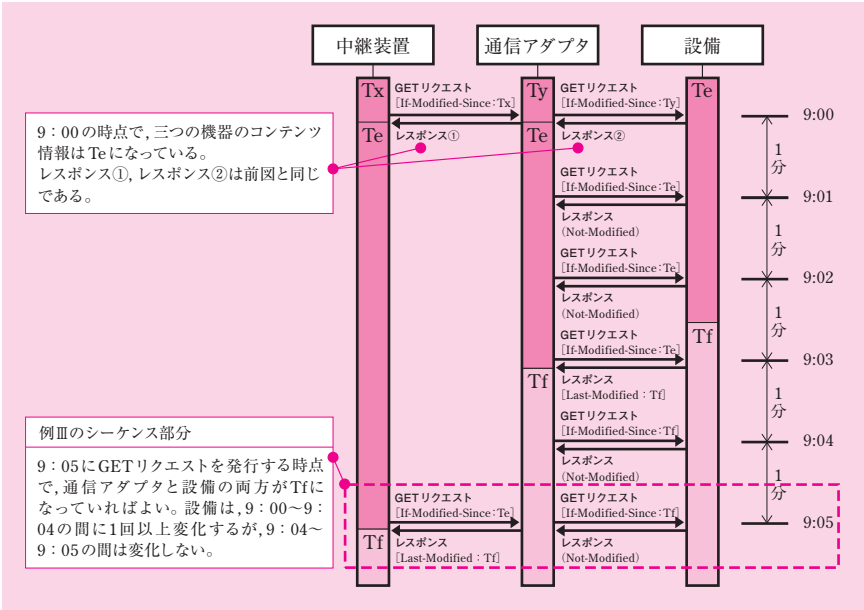 中継装置
通信アダプタ
設備
Tx
GETリクエスト
[If-Modified-Since:Tx]
Ty
GETリクエスト
[If-Modified-Since:Ty]
Te
9:00
Te
レスポンス①
Te
レスポンス②
9：00の時点で，三つの機器のコンテンツ
情報はTeになっている。
レスポンス①，レスポンス②は前図と同じ
である。
1
分
GETリクエスト
[If-Modified-Since:Te]
9:01
レスポンス
(Not-Modified)
1
分
GETリクエスト
[If-Modified-Since:Te]
9:02
レスポンス
(Not-Modified)
1
分
Tf
GETリクエスト
[If-Modified-Since:Te]
9:03
Tf
レスポンス
[Last-Modified：Tf]
1
分
GETリクエスト
[If-Modified-Since:Tf]
9:04
レスポンス
(Not-Modified)
1
分
例Ⅲのシーケンス部分
9：05にGETリクエストを発行する時点
で，通信アダプタと設備の両方がTfに
なっていればよい。設備は，9：00～9：
04の間に1回以上変化するが，9：04～
9：05の間は変化しない。
GETリクエスト
[If-Modified-Since:Te]
GETリクエスト
[If-Modified-Since:Tf]
9:05
Tf
レスポンス
[Last-Modified：Tf]
レスポンス
(Not-Modified)